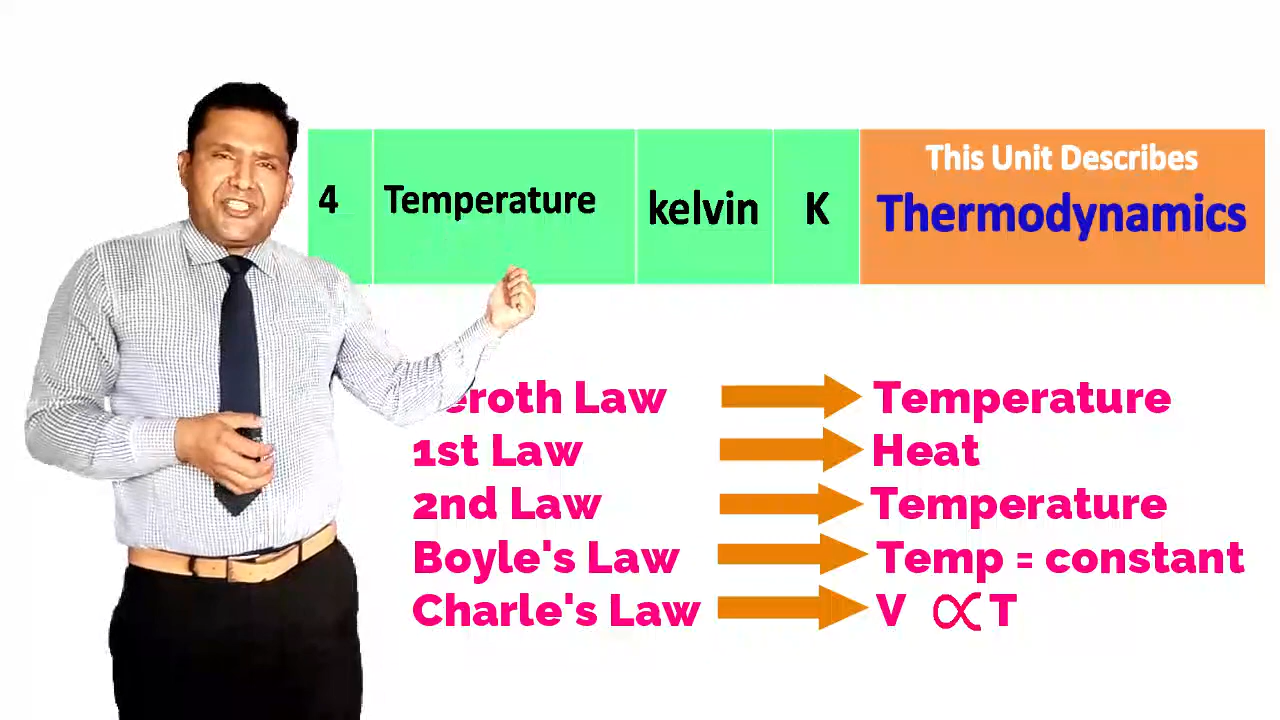 4 Temperature kelvin K This Unit Describes
Thermodynamics
eroth Law Temperature
1st Law Heat
2nd Law Temperature
Boyle's Law Temp = constant
Charle's Law V ∝ T